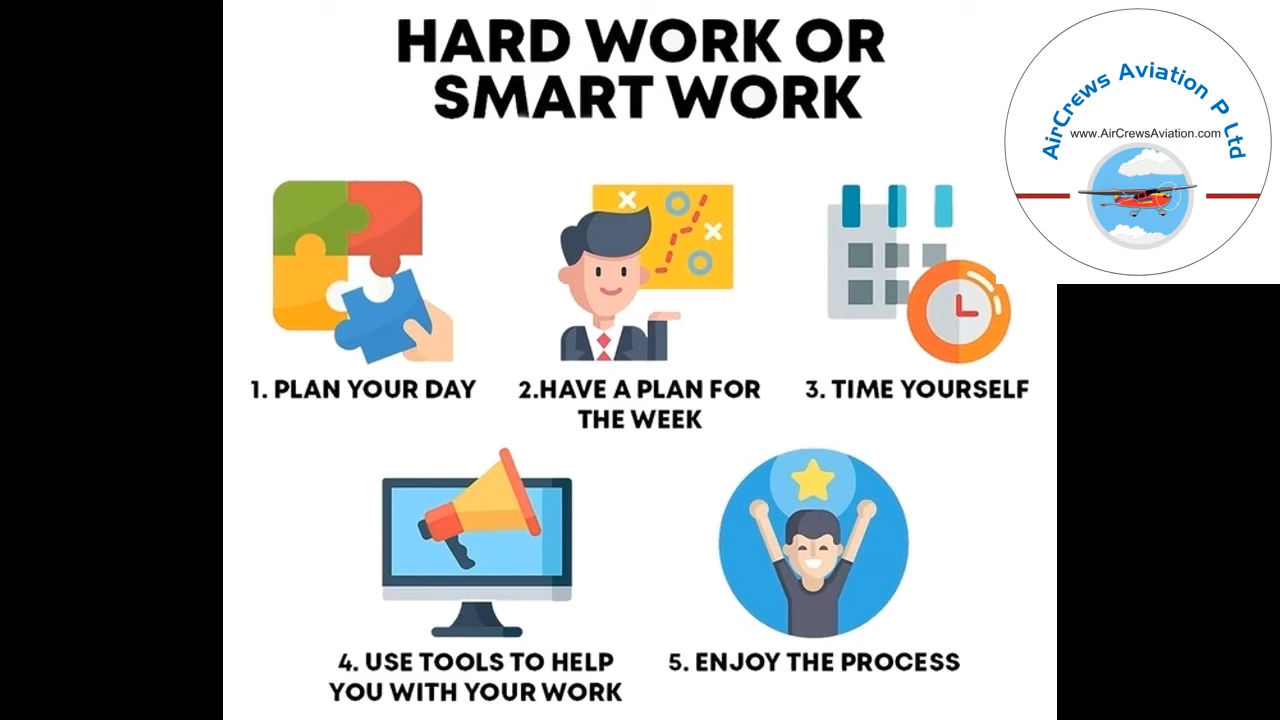 HARD WORK OR
SMART WORK
AirCrews Aviation P Ltd
www.AirCrewsAviation.com
1. PLAN YOUR DAY
2.HAVE A PLAN FOR
THE WEEK
3. TIME YOURSELF
4. USE TOOLS TO HELP
YOU WITH YOUR WORK
5. ENJOY THE PROCESS